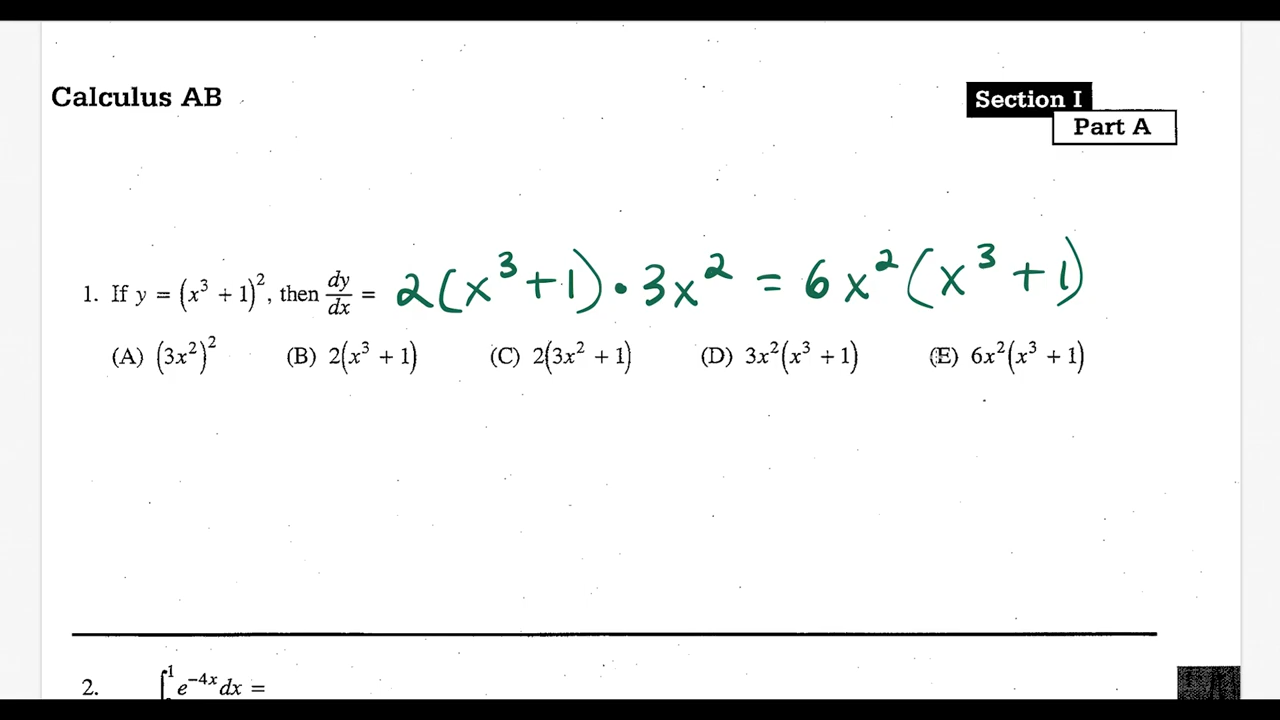 Calculus AB
Section I
Part A
1. If y = (x³ + 1)², then dy/dx = 2(x³+1)·3x² = 6x²(x³+1)
(A) (3x²)² (B) 2(x³ + 1) (C) 2(3x² + 1) (D) 3x²(x³ + 1) (E) 6x²(x³ + 1)
2. ∫¹ e⁻⁴ˣ dx =